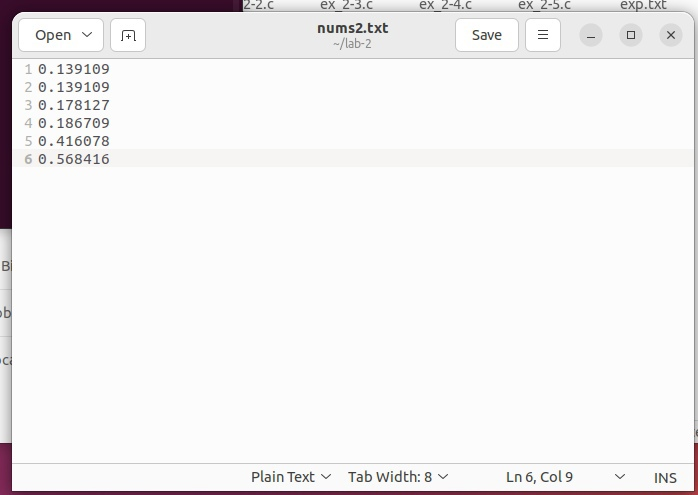 2-2.c ex_2-3.c ex_2-4.c ex_2-5.c exp.txt
Open nums2.txt Save
~/lab-2
1 0.139109
2 0.139109
3 0.178127
4 0.186709
5 0.416078
6 0.568416
Plain Text Tab Width: 8 Ln 6, Col 9 INS